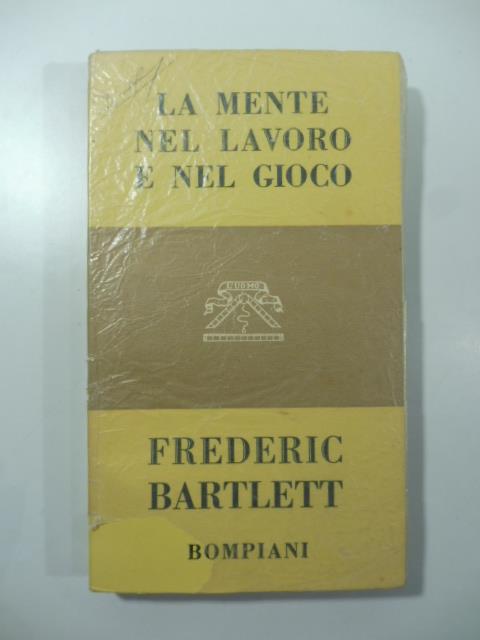 LA MENTE
NEL LAVORO
E NEL GIOCO
L'UOMO
FREDERIC
BARTLETT
BOMPIANI